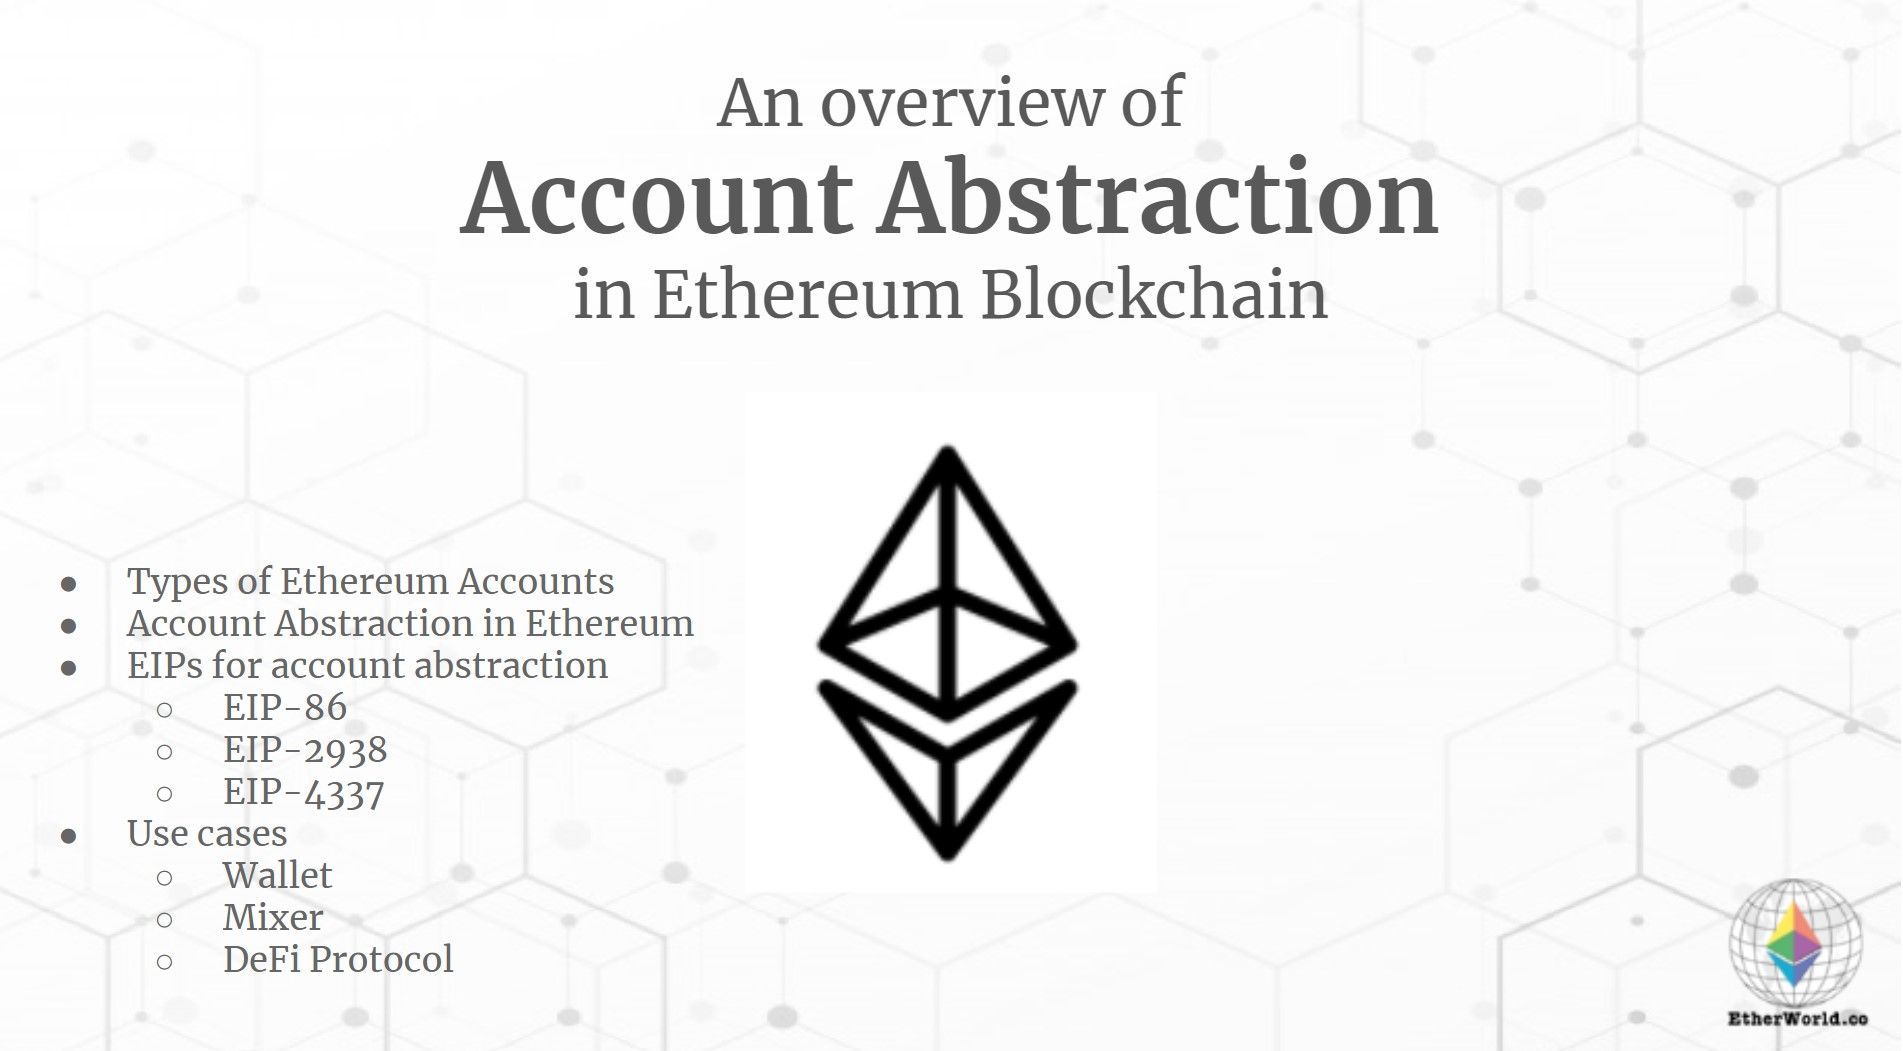 An overview of
Account Abstraction
in Ethereum Blockchain
● Types of Ethereum Accounts
● Account Abstraction in Ethereum
● EIPs for account abstraction
○ EIP-86
○ EIP-2938
○ EIP-4337
● Use cases
○ Wallet
○ Mixer
○ DeFi Protocol
EtherWorld.co